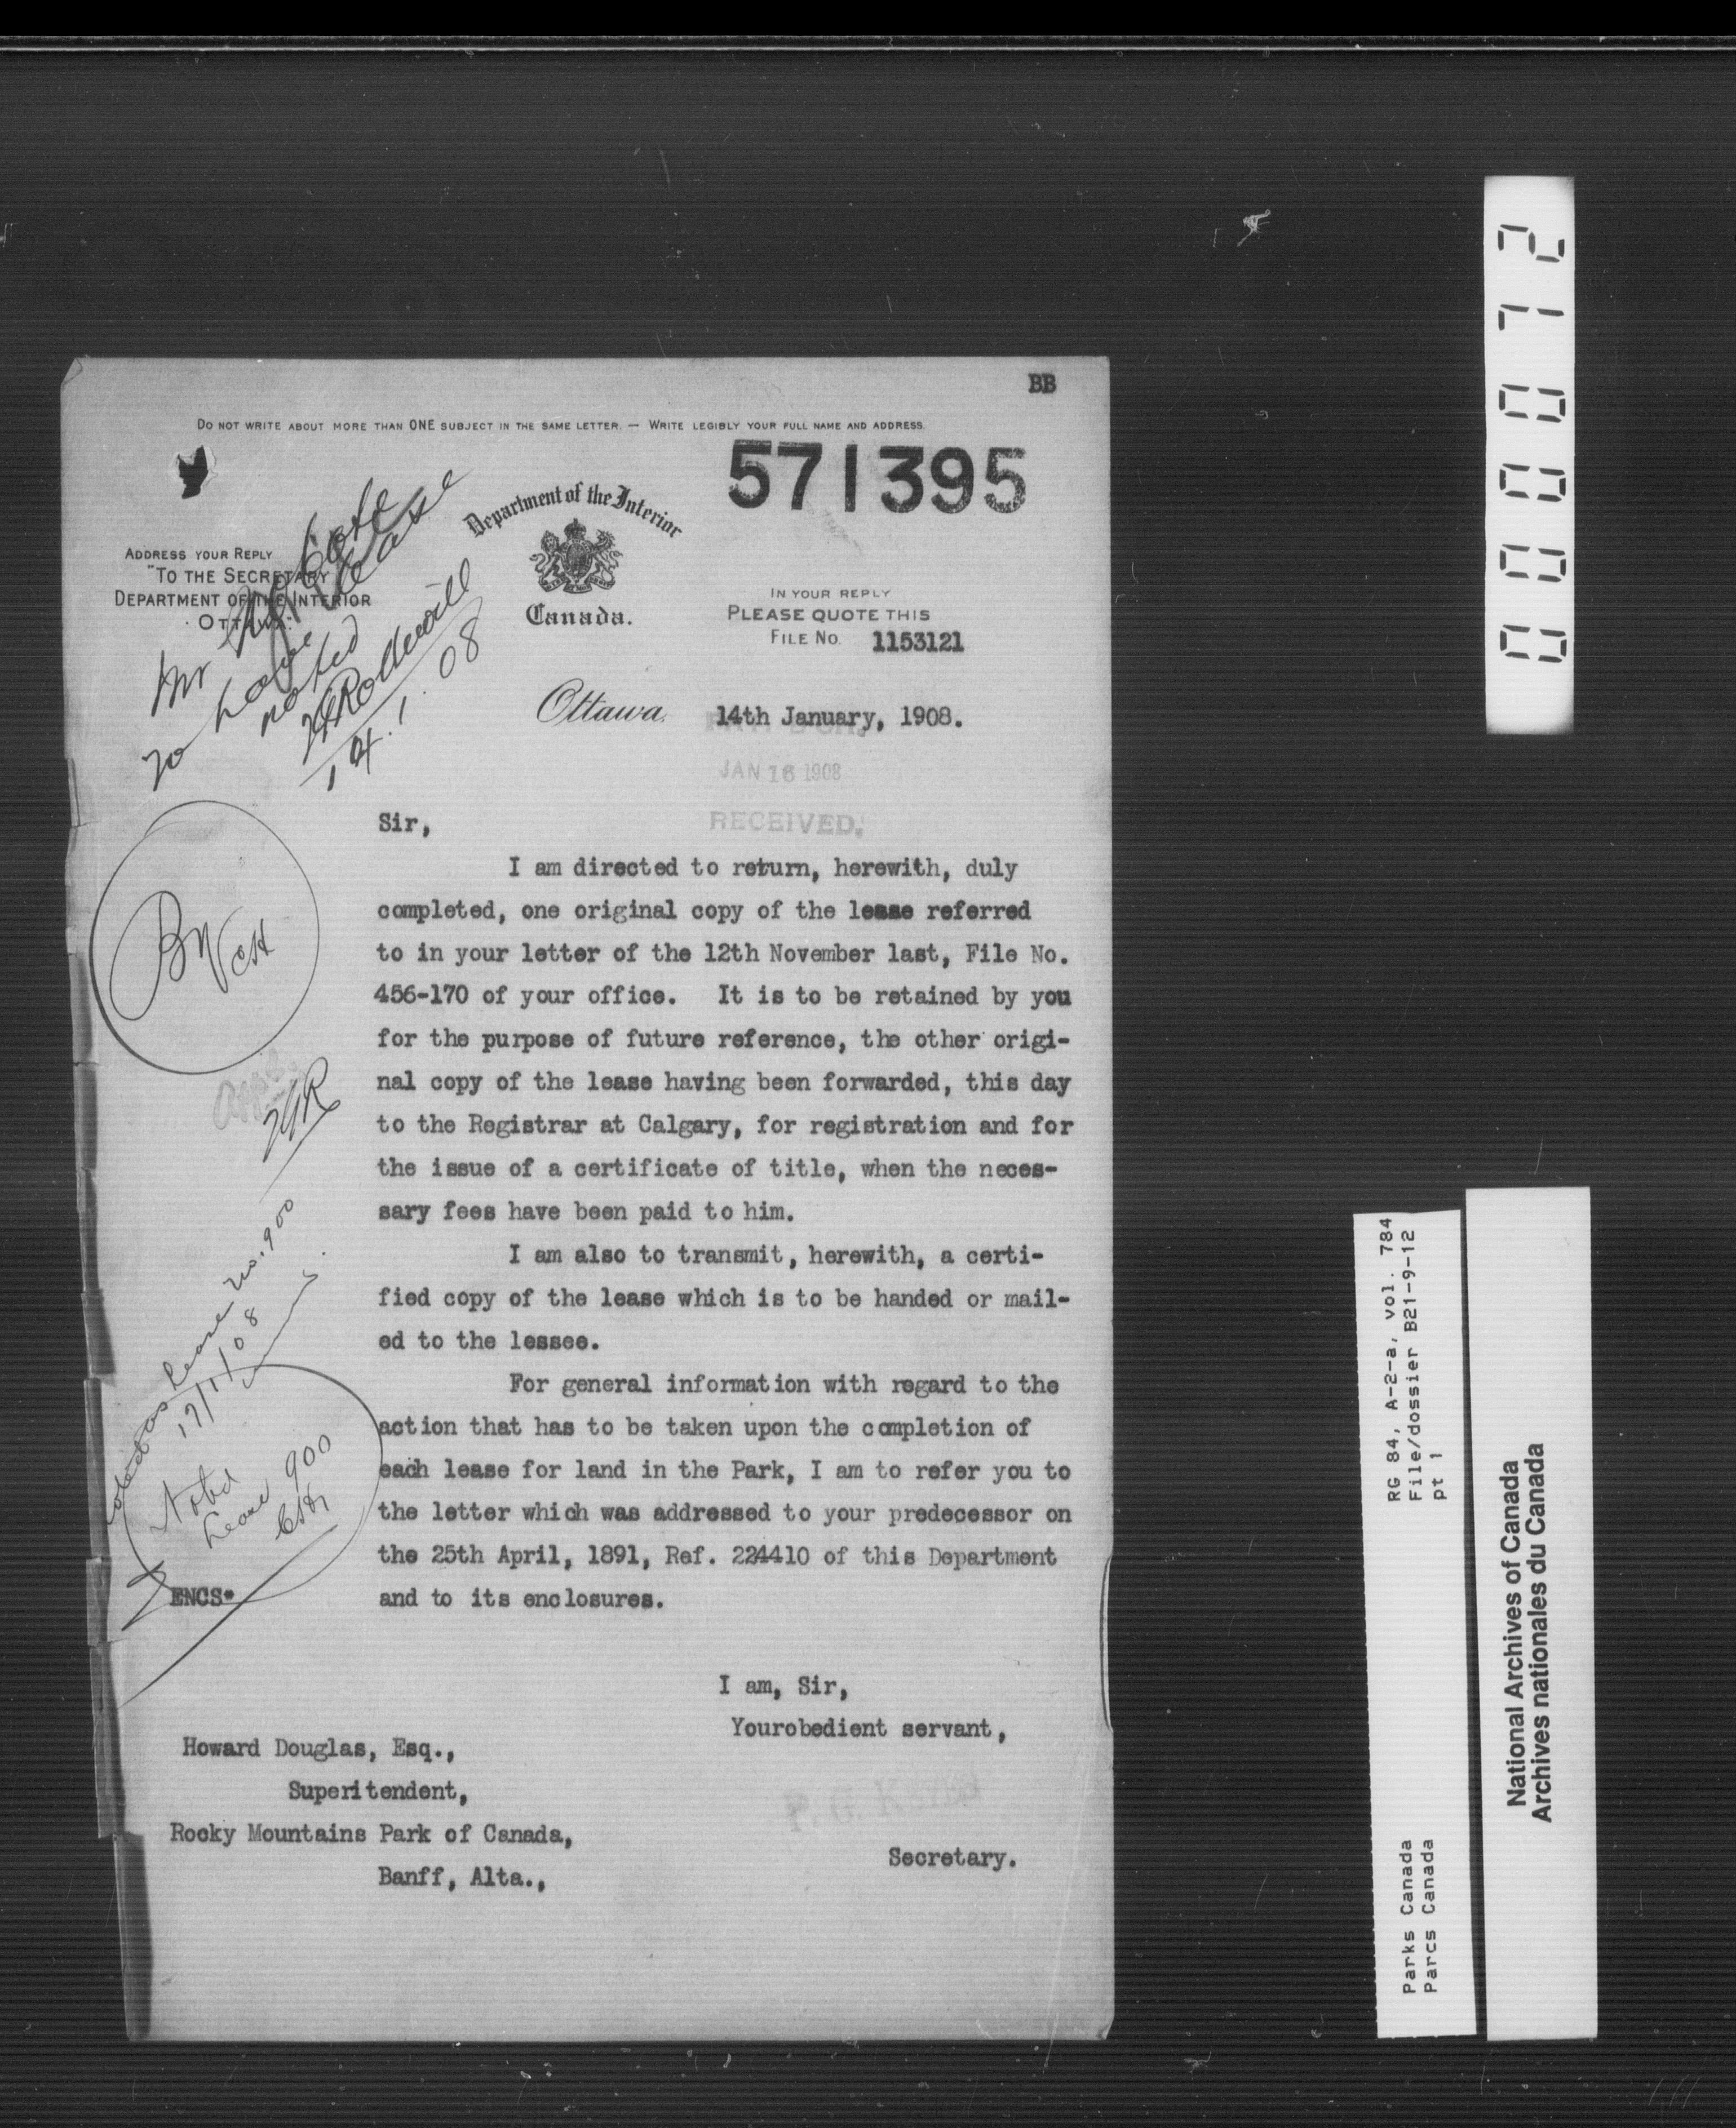 BB
DO NOT WRITE ABOUT MORE THAN ONE SUBJECT IN THE SAME LETTER. — WRITE LEGIBLY YOUR FULL NAME AND ADDRESS.
571395
Department of the Interior
Canada.
ADDRESS YOUR REPLY
"TO THE SECRETARY
DEPARTMENT OF THE INTERIOR
OTTAWA."
Mr Cote
to have lease
noted
14.1.08
IN YOUR REPLY
PLEASE QUOTE THIS
FILE NO. 1153121
Ottawa, 14th January, 1908.
JAN 16 1908
RECEIVED.
Sir,
I am directed to return, herewith, duly
completed, one original copy of the lease referred
to in your letter of the 12th November last, File No.
456-170 of your office. It is to be retained by you
for the purpose of future reference, the other origi-
nal copy of the lease having been forwarded, this day
to the Registrar at Calgary, for registration and for
the issue of a certificate of title, when the neces-
sary fees have been paid to him.
I am also to transmit, herewith, a certi-
fied copy of the lease which is to be handed or mail-
ed to the lessee.
For general information with regard to the
action that has to be taken upon the completion of
each lease for land in the Park, I am to refer you to
the letter which was addressed to your predecessor on
the 25th April, 1891, Ref. 224410 of this Department
and to its enclosures.
Noted as Lease No. 900
17/1/08
Noted
Lease 900
ENCS*
I am, Sir,
Yourobedient servant,
P. G. KEYES
Secretary.
Howard Douglas, Esq.,
Superitendent,
Rocky Mountains Park of Canada,
Banff, Alta.,
000072
RG 84, A-2-a, vol. 784
File/dossier B21-9-12
pt 1
Parks Canada
Parcs Canada
National Archives of Canada
Archives nationales du Canada